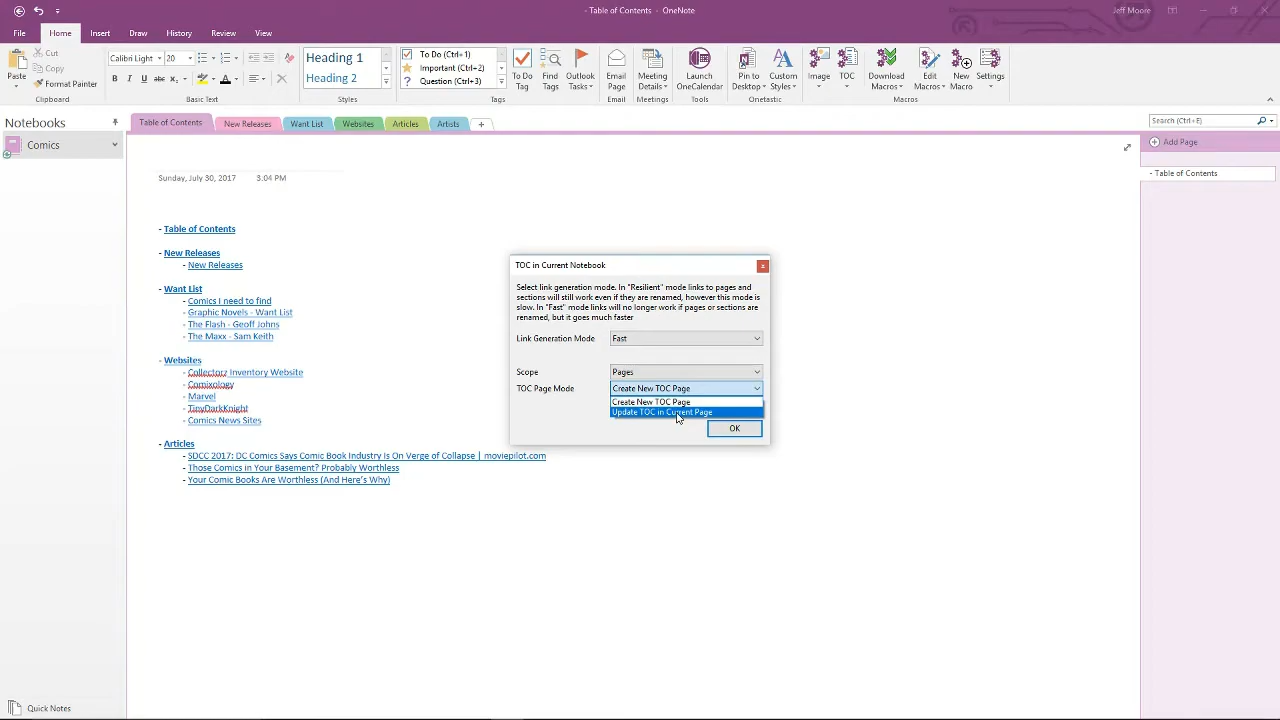 - Table of Contents - OneNote
Jeff Moore
File Home Insert Draw History Review View
Paste
Cut
Copy
Format Painter
Clipboard
Calibri Light 20
B I U abc x₂ A
Basic Text
Heading 1
Heading 2
Styles
To Do (Ctrl+1)
Important (Ctrl+2)
? Question (Ctrl+3)
To Do Tag
Find Tags
Tags
Outlook Tasks
Email Page
Email
Meeting Details
Meetings
Launch OneCalendar
Tools
Pin to Desktop
Custom Styles
Onetastic
Image
TOC
Download Macros
Edit Macros
New Macro
Settings
Macros
Notebooks
Comics
Table of Contents New Releases Want List Websites Articles Artists +
Search (Ctrl+E)
Add Page
- Table of Contents
Sunday, July 30, 2017 3:04 PM
- Table of Contents
- New Releases
- New Releases
- Want List
- Comics I need to find
- Graphic Novels - Want List
- The Flash - Geoff Johns
- The Maxx - Sam Keith
- Websites
- Collectorz Inventory Website
- Comixology
- Marvel
- TinyDarkKnight
- Comics News Sites
- Articles
- SDCC 2017: DC Comics Says Comic Book Industry Is On Verge of Collapse | moviepilot.com
- Those Comics in Your Basement? Probably Worthless
- Your Comic Books Are Worthless (And Here's Why)
TOC in Current Notebook
x
Select link generation mode. In "Resilient" mode links to pages and
sections will still work even if they are renamed, however this mode is
slow. In "Fast" mode links will no longer work if pages or sections are
renamed, but it goes much faster
Link Generation Mode Fast
Scope Pages
TOC Page Mode Create New TOC Page
Create New TOC Page
Update TOC in Current Page
OK
Quick Notes